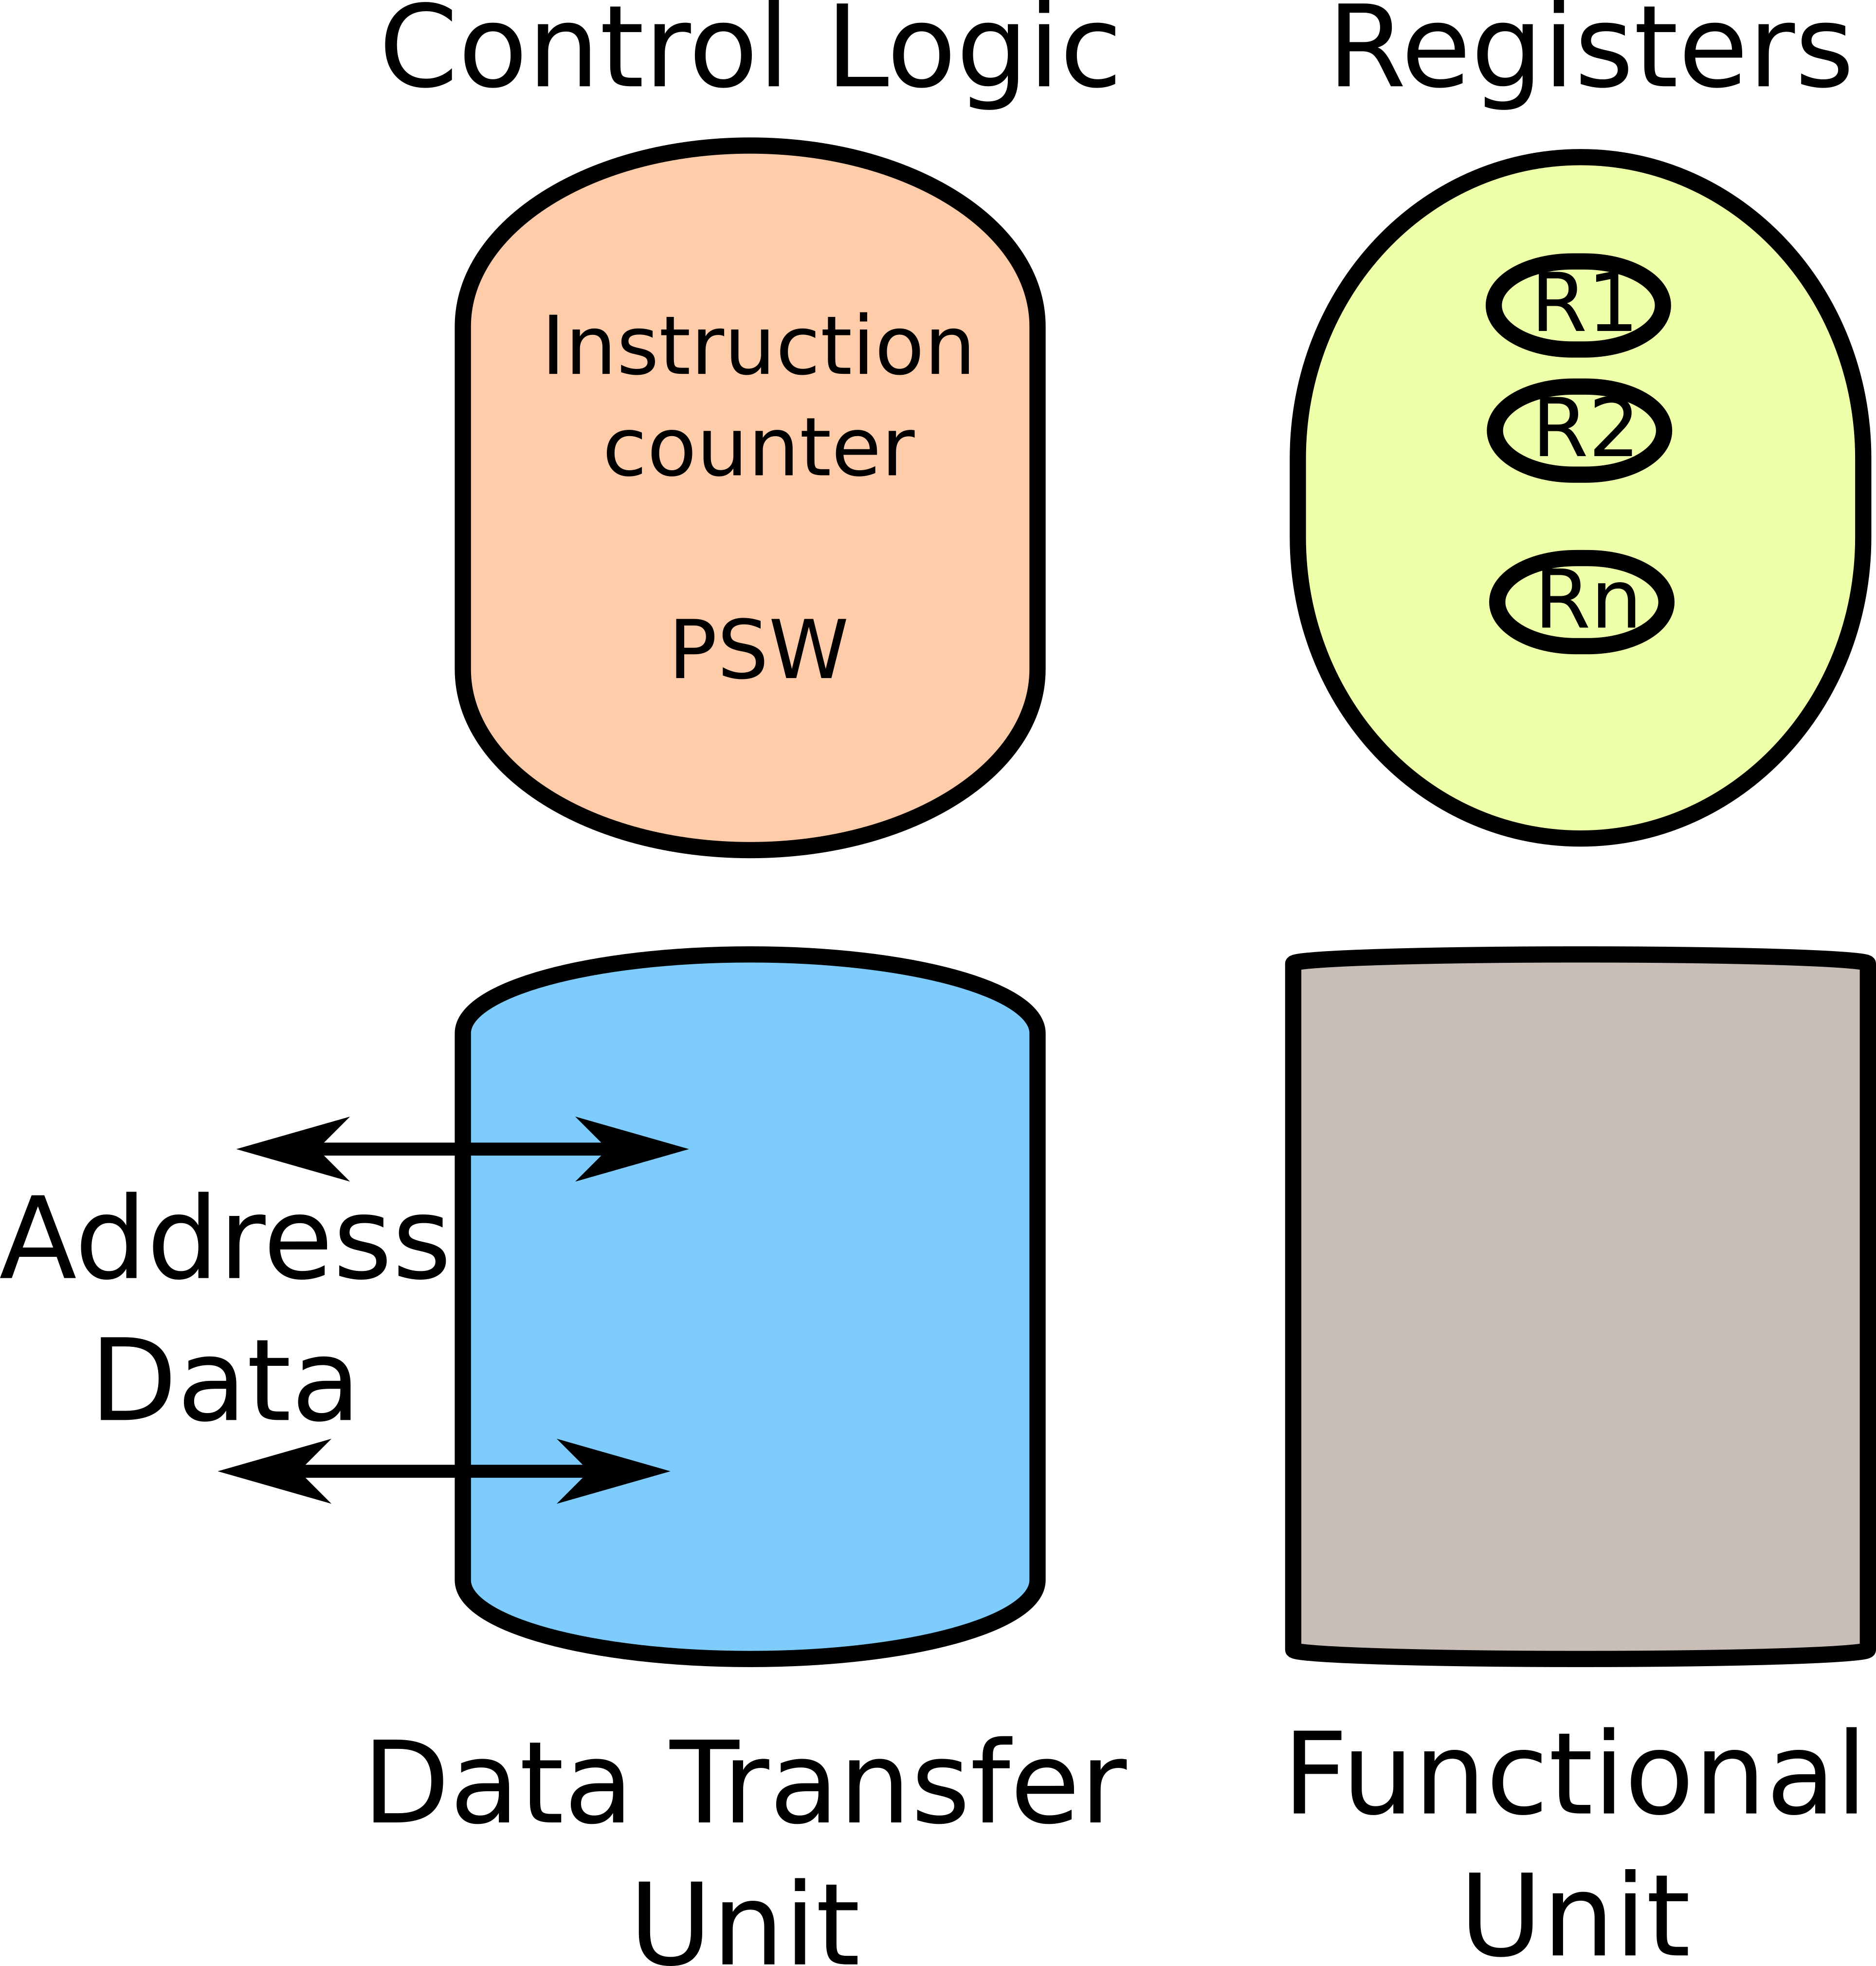 Control Logic
Registers
Instruction
counter
PSW
R1
R2
Rn
Address
Data
Data Transfer
Unit
Functional
Unit